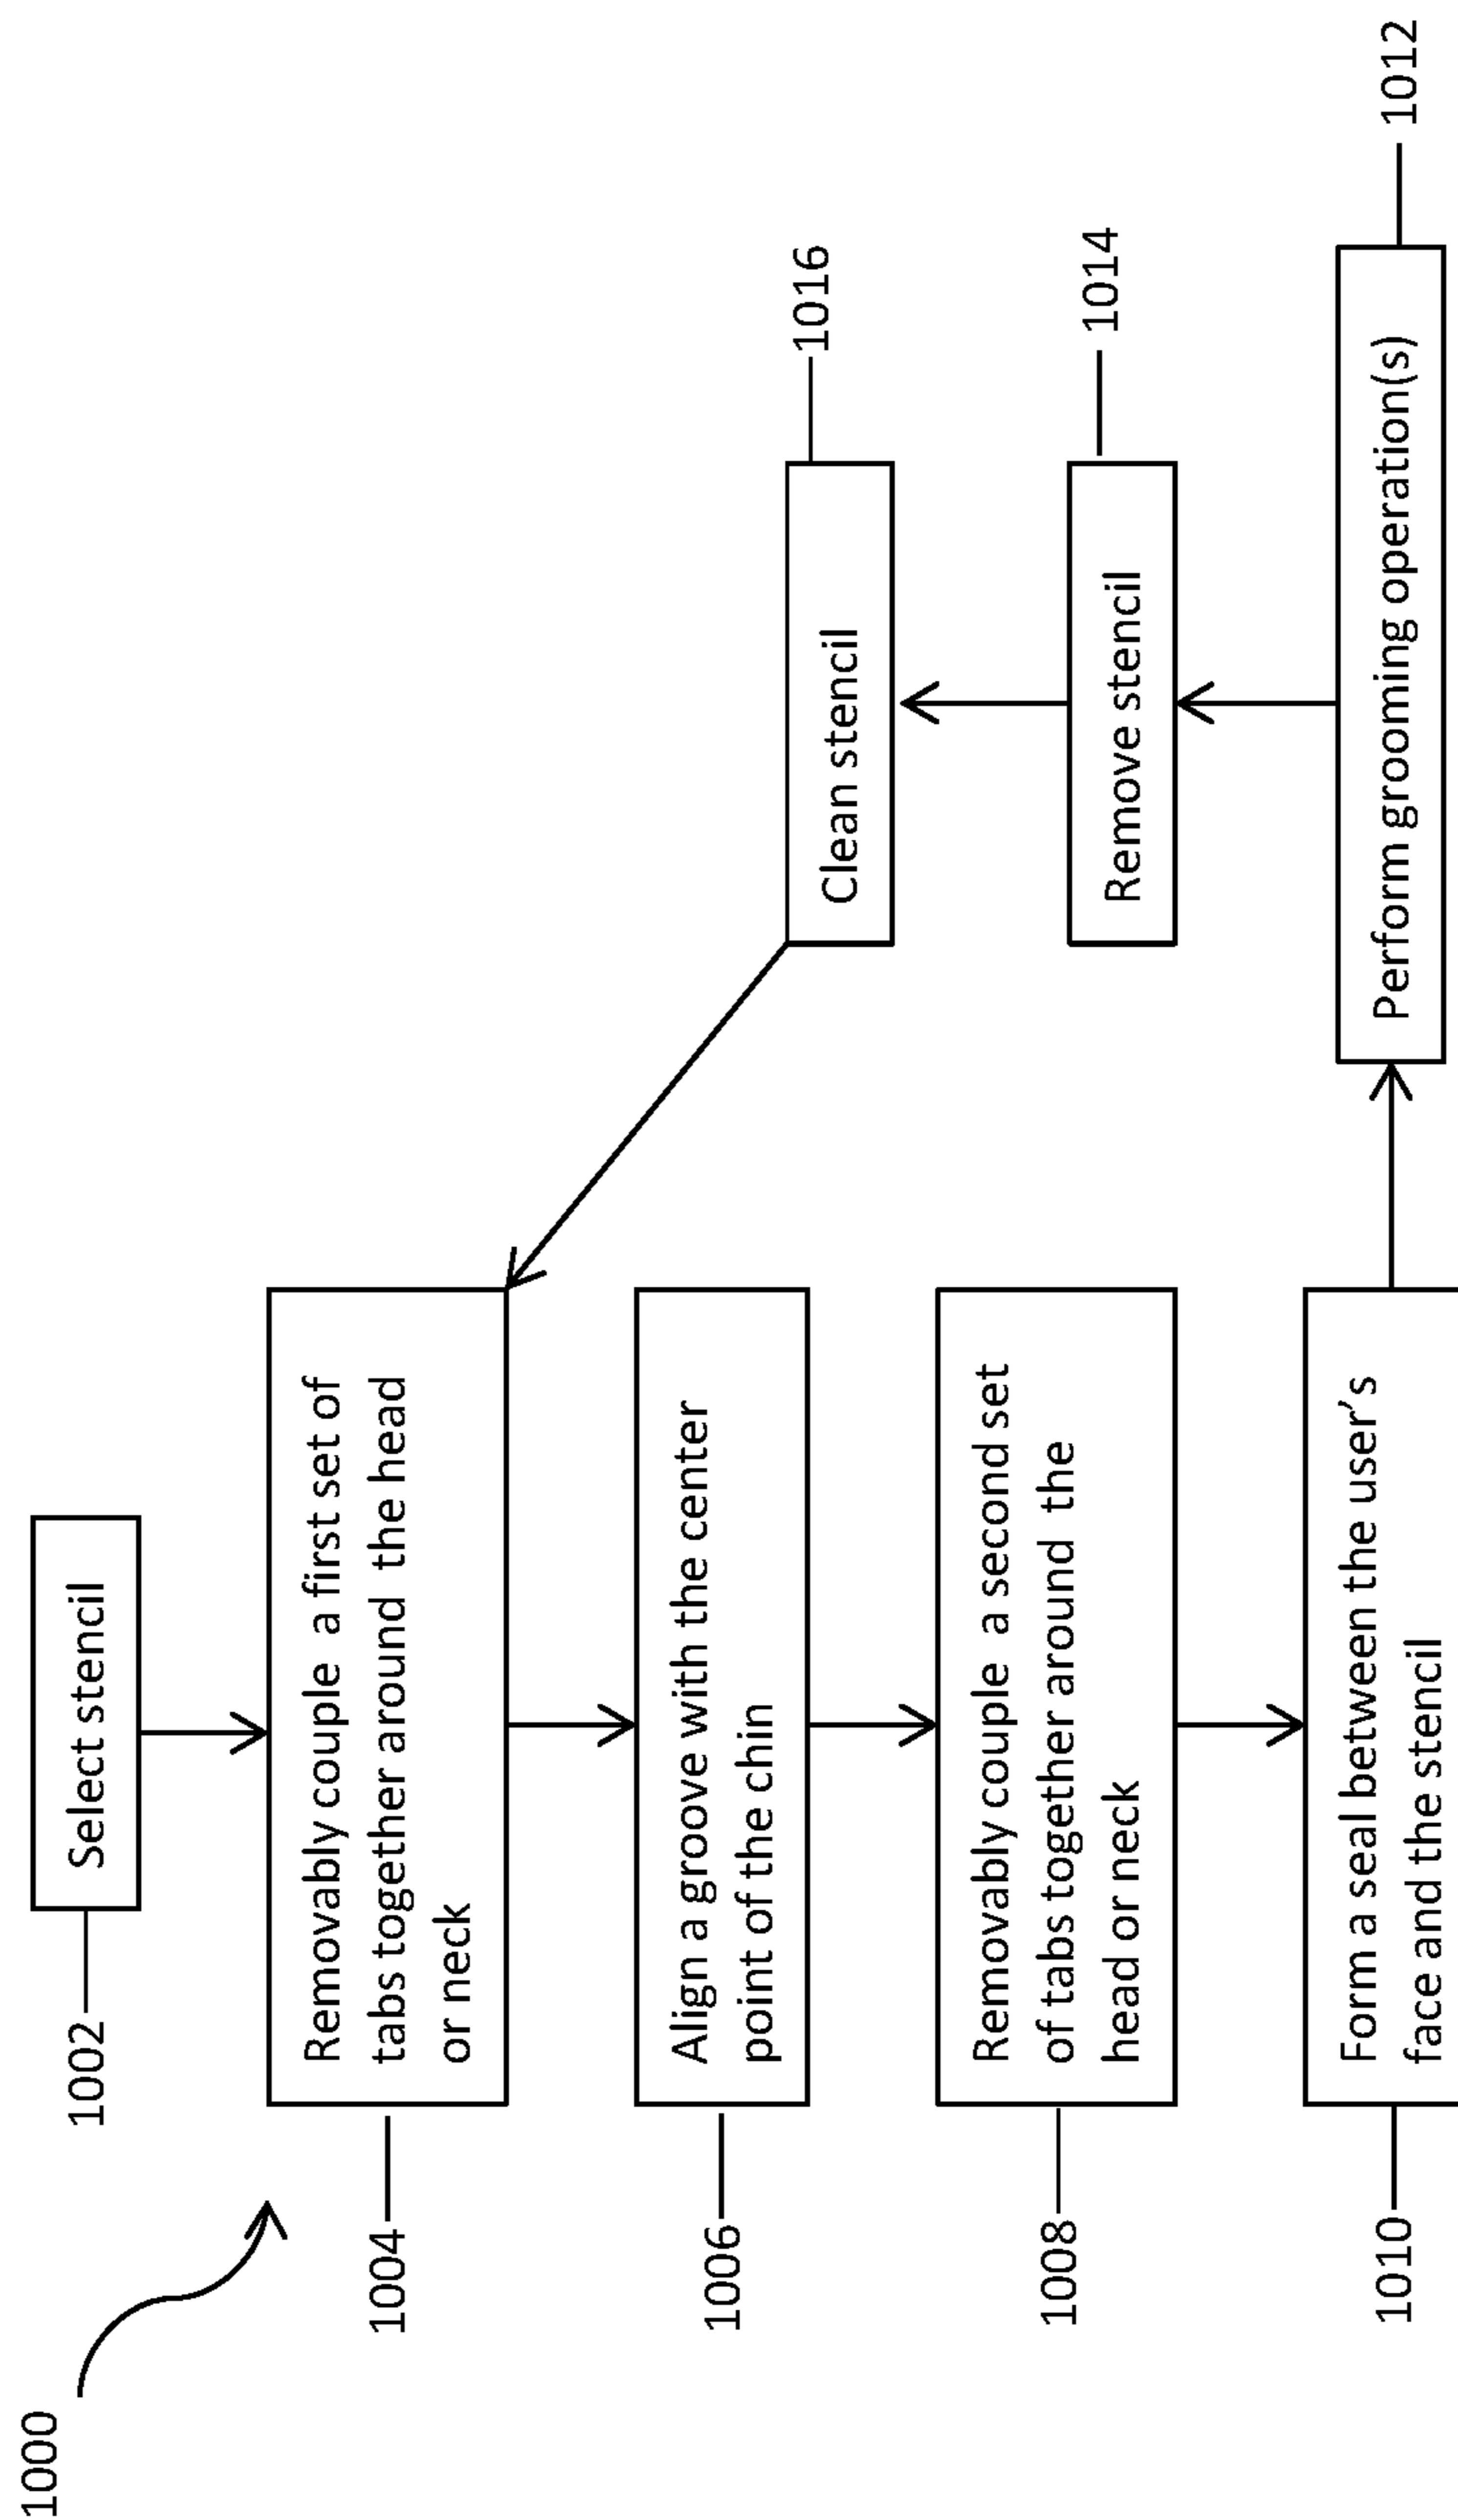 1000
1002
Select stencil
1004
Removably couple a first set of
tabs together around the head
or neck
1006
Align a groove with the center
point of the chin
1008
Removably couple a second set
of tabs together around the
head or neck
1010
Form a seal between the user’s
face and the stencil
Perform grooming operation(s)
1012
Remove stencil
1014
Clean stencil
1016